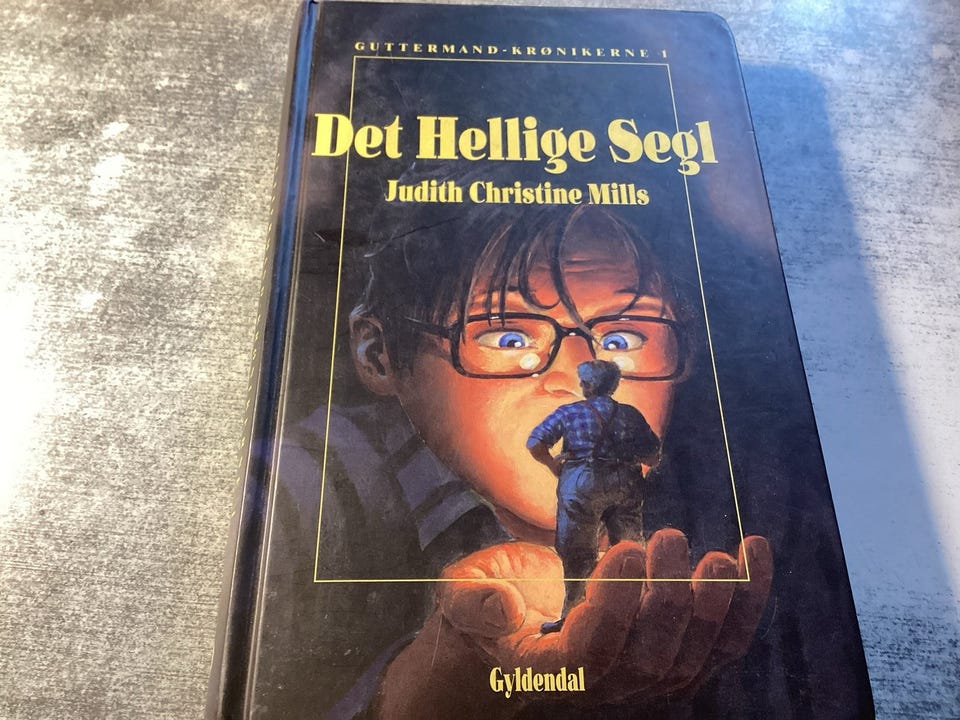 GUTTERMAND-KRØNIKERNE 1
Det Hellige Segl
Judith Christine Mills
Gyldendal